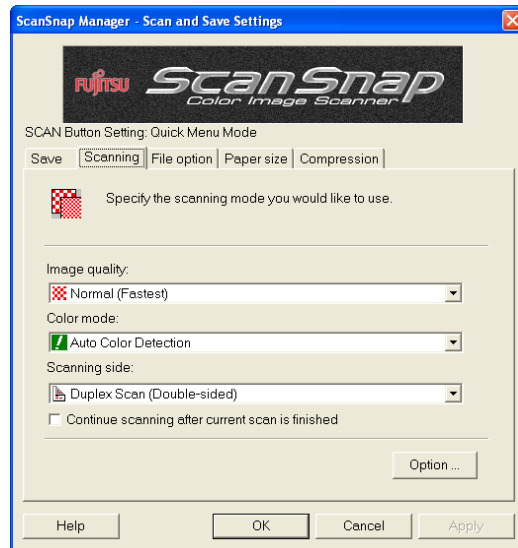 ScanSnap Manager - Scan and Save Settings
FUJITSU ScanSnap
Color Image Scanner
SCAN Button Setting: Quick Menu Mode
Save Scanning File option Paper size Compression
Specify the scanning mode you would like to use.
Image quality:
Normal (Fastest)
Color mode:
Auto Color Detection
Scanning side:
Duplex Scan (Double-sided)
Continue scanning after current scan is finished
Option ...
Help OK Cancel Apply